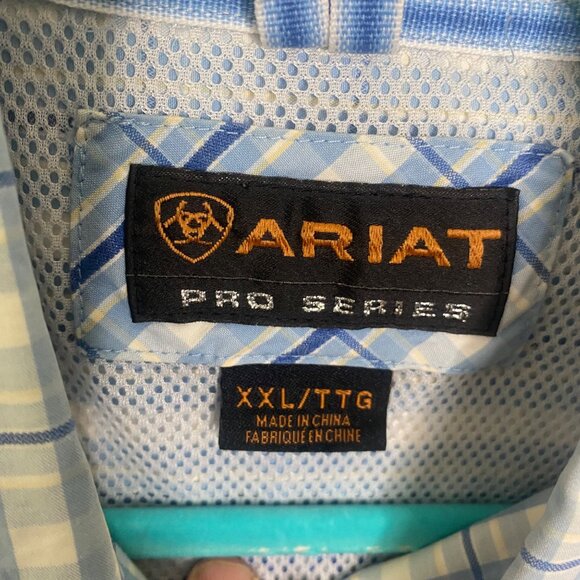 ARIAT
PRO SERIES
XXL/TTG
MADE IN CHINA
FABRIQUÉ EN CHINE